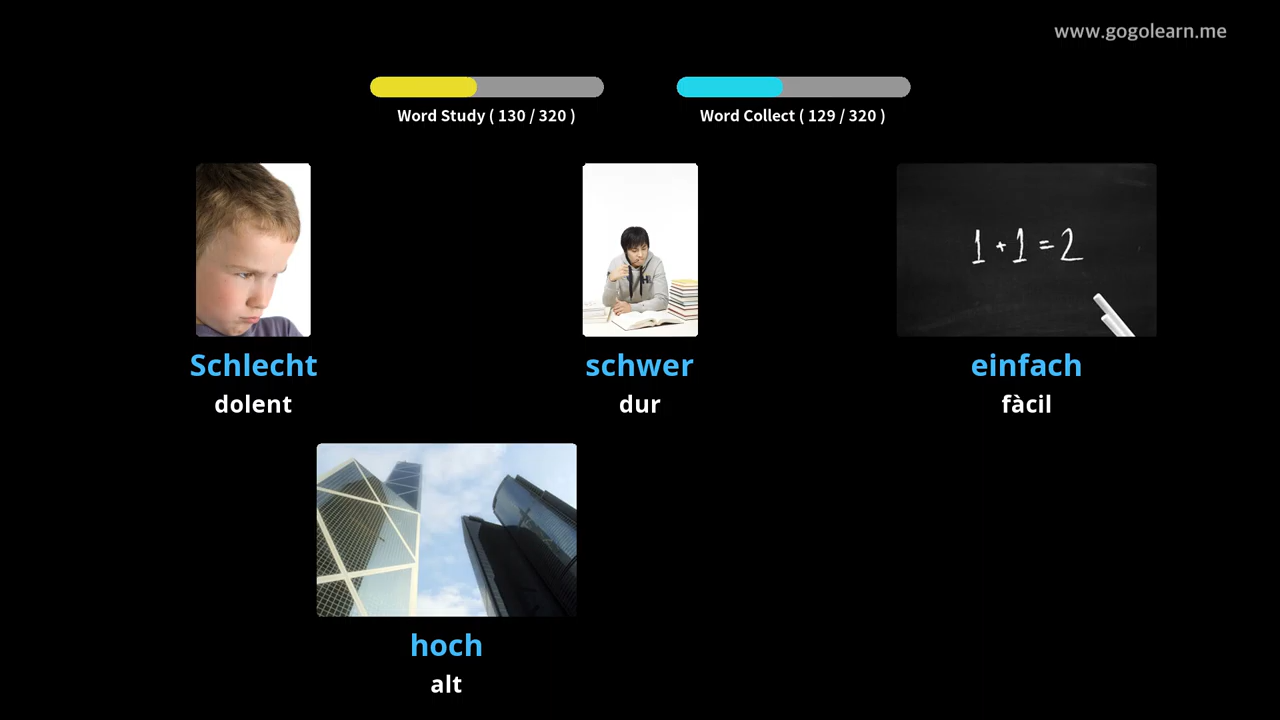 www.gogolearn.me
Word Study ( 130 / 320 )
Word Collect ( 129 / 320 )
1 + 1 = 2
Schlecht
dolent
schwer
dur
einfach
fàcil
hoch
alt